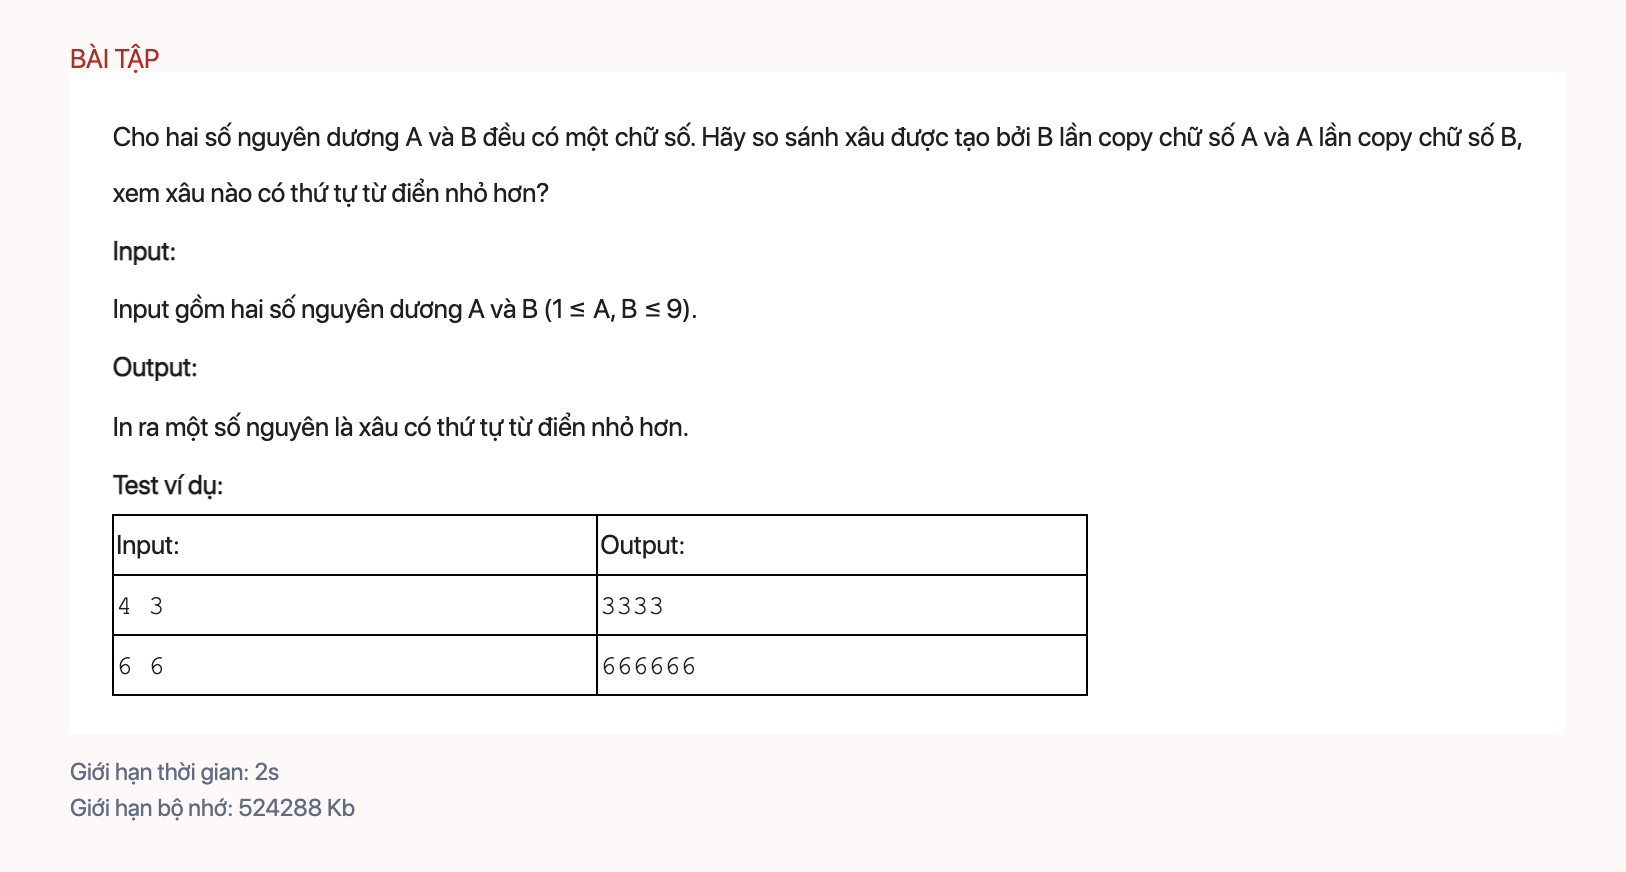 BÀI TẬP
Cho hai số nguyên dương A và B đều có một chữ số. Hãy so sánh xâu được tạo bởi B lần copy chữ số A và A lần copy chữ số B,
xem xâu nào có thứ tự từ điển nhỏ hơn?
Input:
Input gồm hai số nguyên dương A và B (1 ≤ A, B ≤ 9).
Output:
In ra một số nguyên là xâu có thứ tự từ điển nhỏ hơn.
Test ví dụ:
Input: Output:
4 3 3333
6 6 666666
Giới hạn thời gian: 2s
Giới hạn bộ nhớ: 524288 Kb